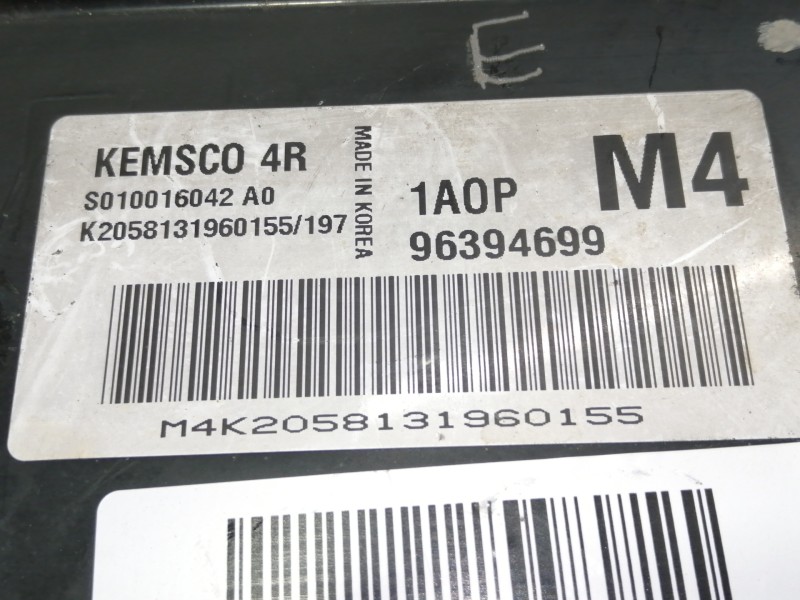 E
KEMSCO 4R
S010016042 A0
K2058131960155/197
MADE IN KOREA
1A0P
96394699
M4
M4K2058131960155